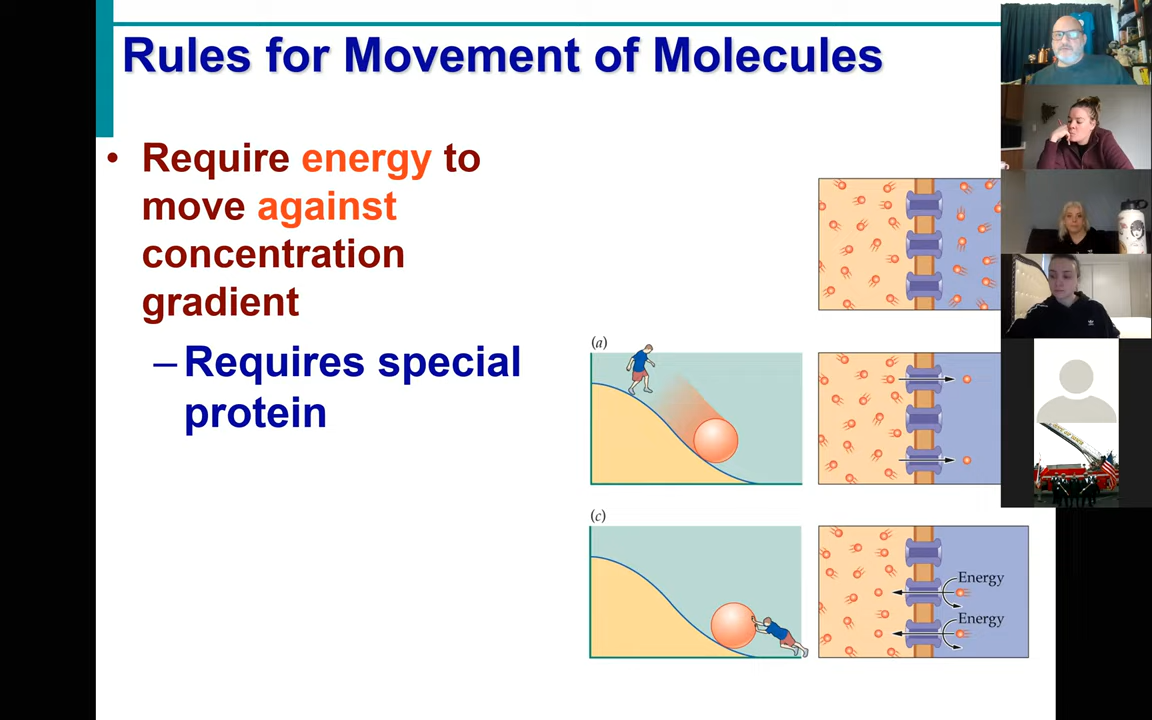 Rules for Movement of Molecules
• Require energy to
move against
concentration
gradient
– Requires special
protein
(a)
(c)
Energy
Energy